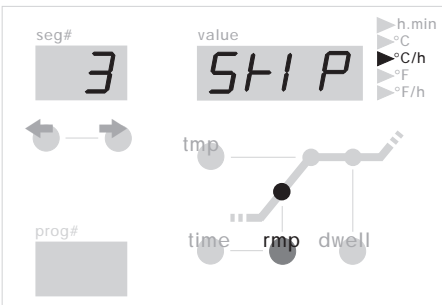 seg#
value
3
SKIP
h.min
°C
°C/h
°F
°F/h
tmp
prog#
time
rmp
dwell